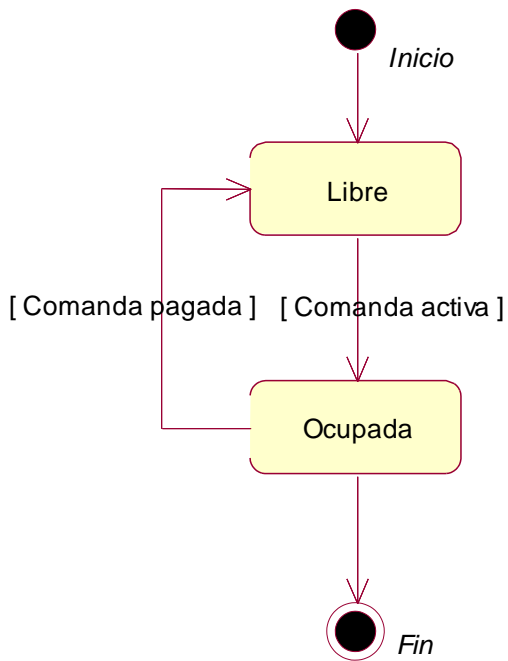 Inicio
Libre
[ Comanda pagada ] [ Comanda activa ]
Ocupada
Fin